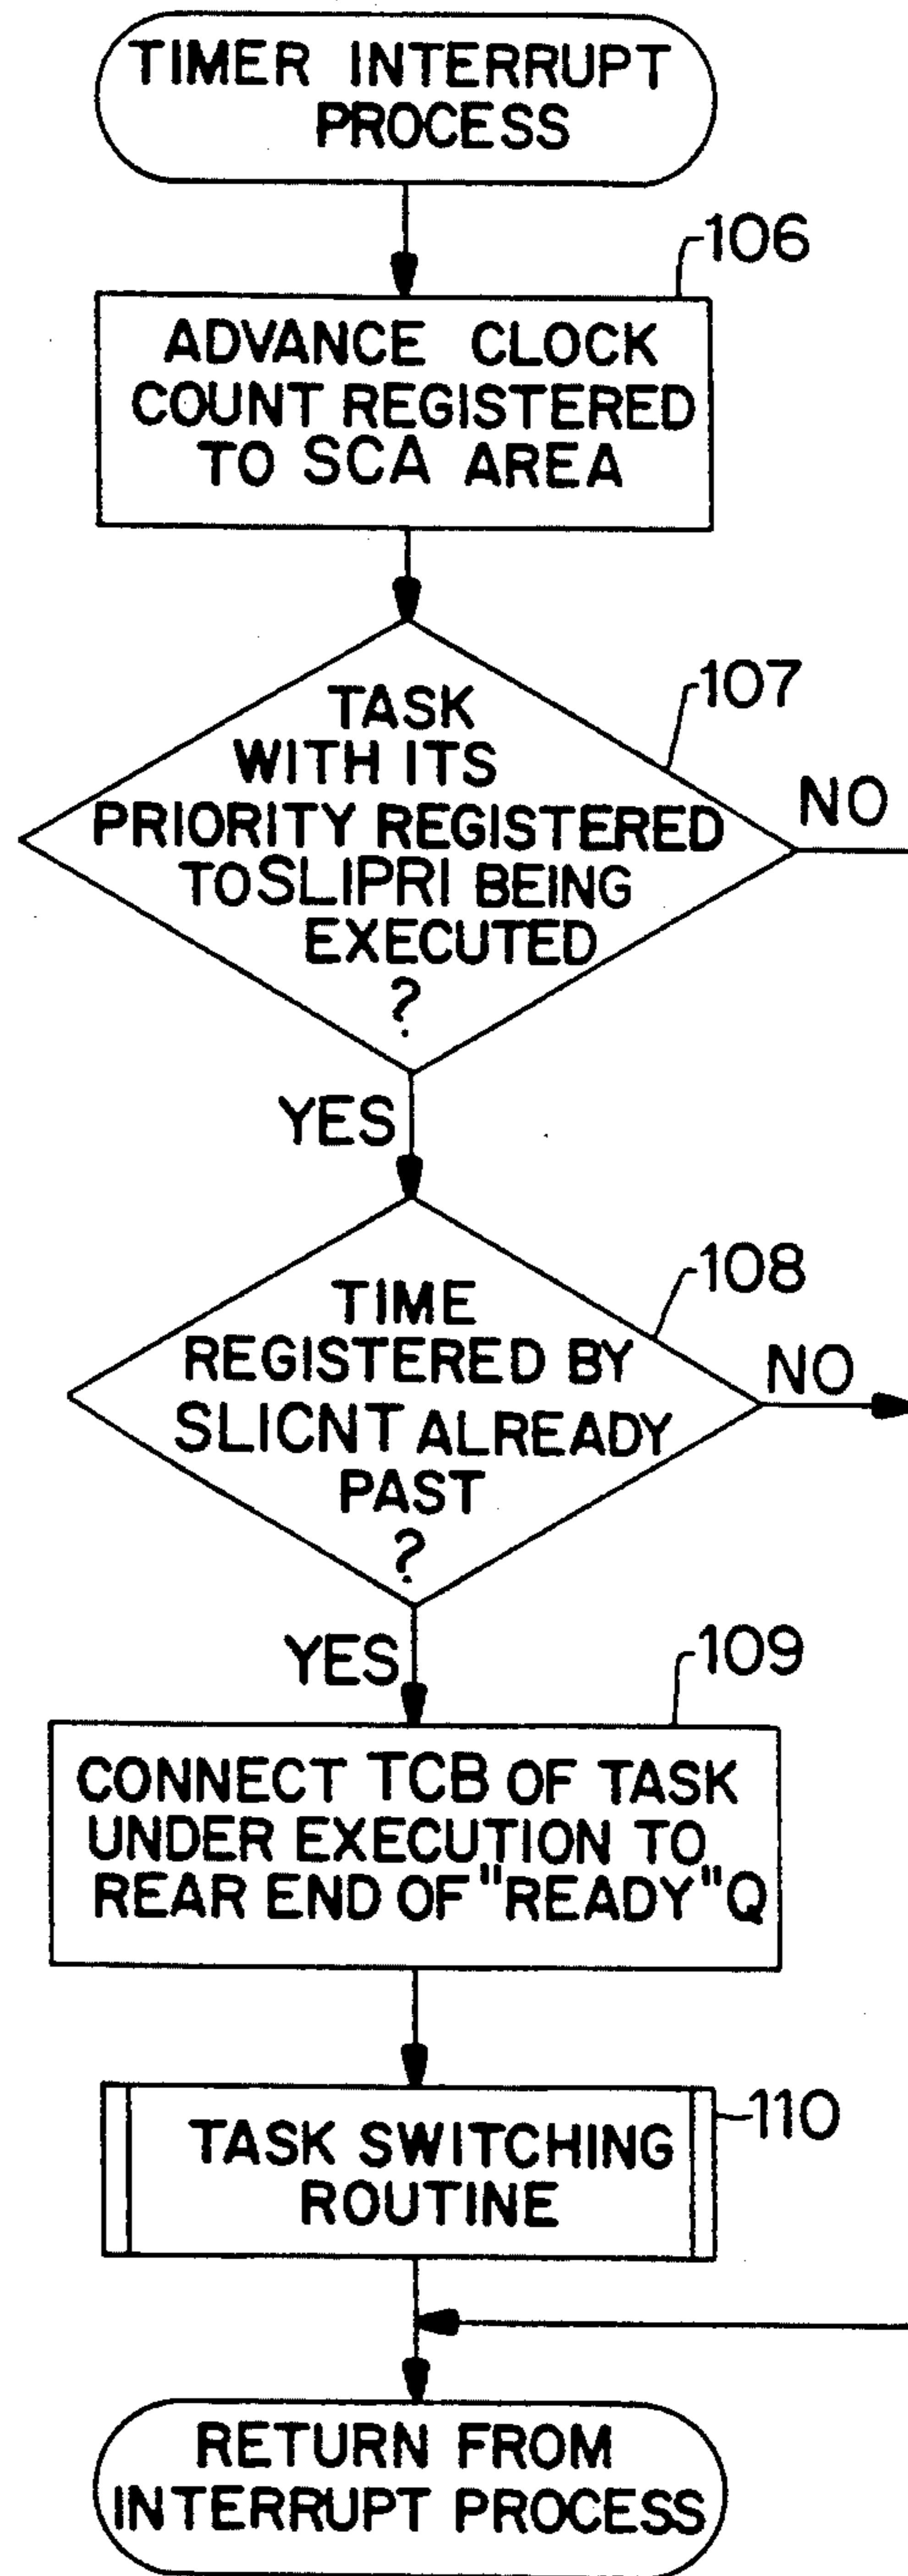 TIMER INTERRUPT
PROCESS
106
ADVANCE CLOCK
COUNT REGISTERED
TO SCA AREA
107
TASK
WITH ITS
PRIORITY REGISTERED
TO SLIPRI BEING
EXECUTED
?
NO
YES
108
TIME
REGISTERED BY
SLICNT ALREADY
PAST
?
NO
YES
109
CONNECT TCB OF TASK
UNDER EXECUTION TO
REAR END OF "READY" Q
110
TASK SWITCHING
ROUTINE
RETURN FROM
INTERRUPT PROCESS